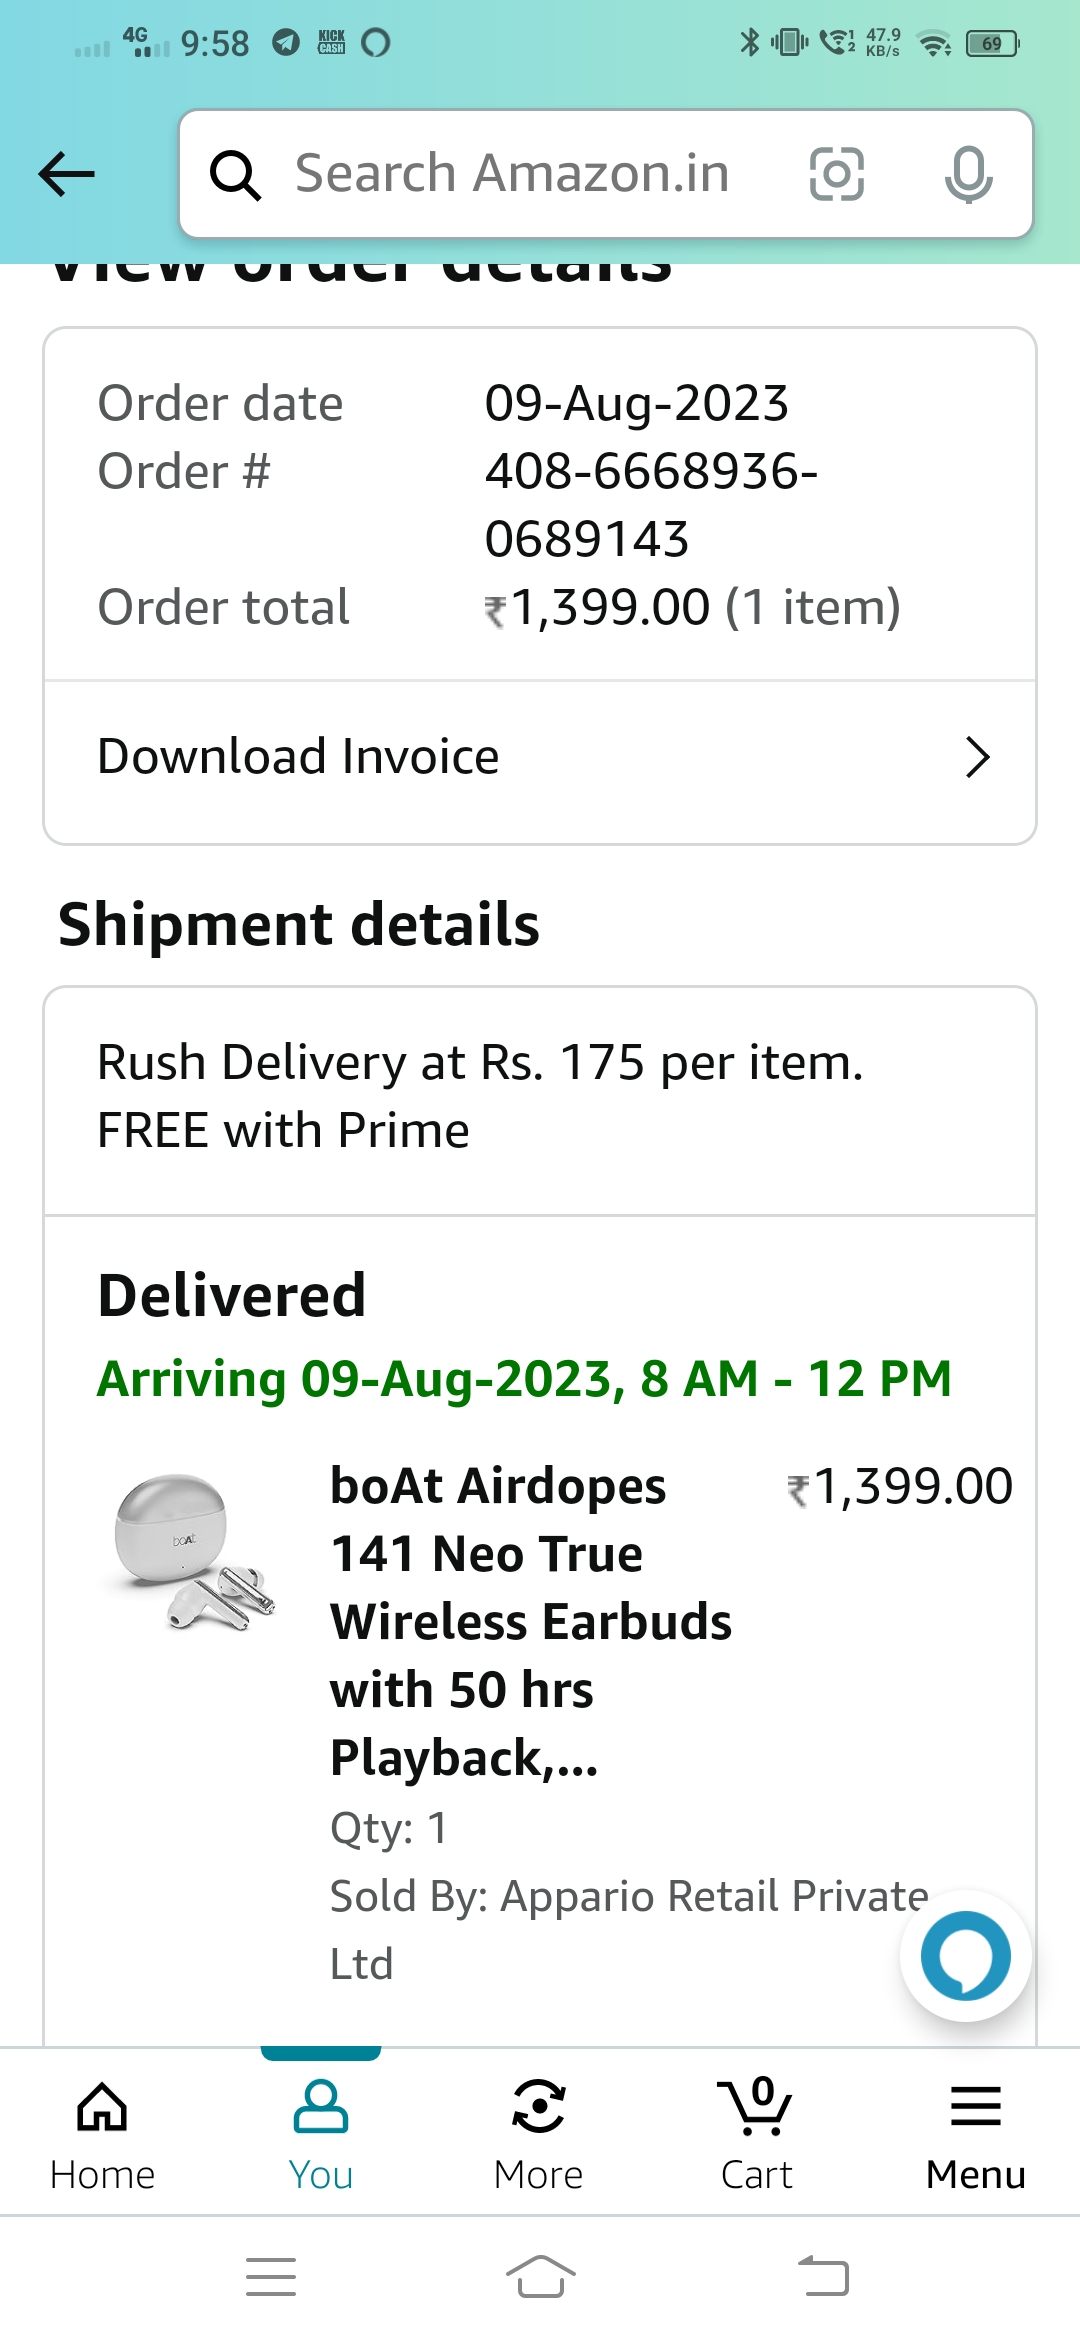 4G 9:58 KICK CASH 47.9 KB/s 69
Search Amazon.in
View order details
Order date 09-Aug-2023
Order # 408-6668936-
0689143
Order total ₹1,399.00 (1 item)
Download Invoice
Shipment details
Rush Delivery at Rs. 175 per item.
FREE with Prime
Delivered
Arriving 09-Aug-2023, 8 AM - 12 PM
boAt Airdopes ₹1,399.00
141 Neo True
Wireless Earbuds
with 50 hrs
Playback,...
Qty: 1
Sold By: Appario Retail Private
Ltd
boAt
0
Home You More Cart Menu